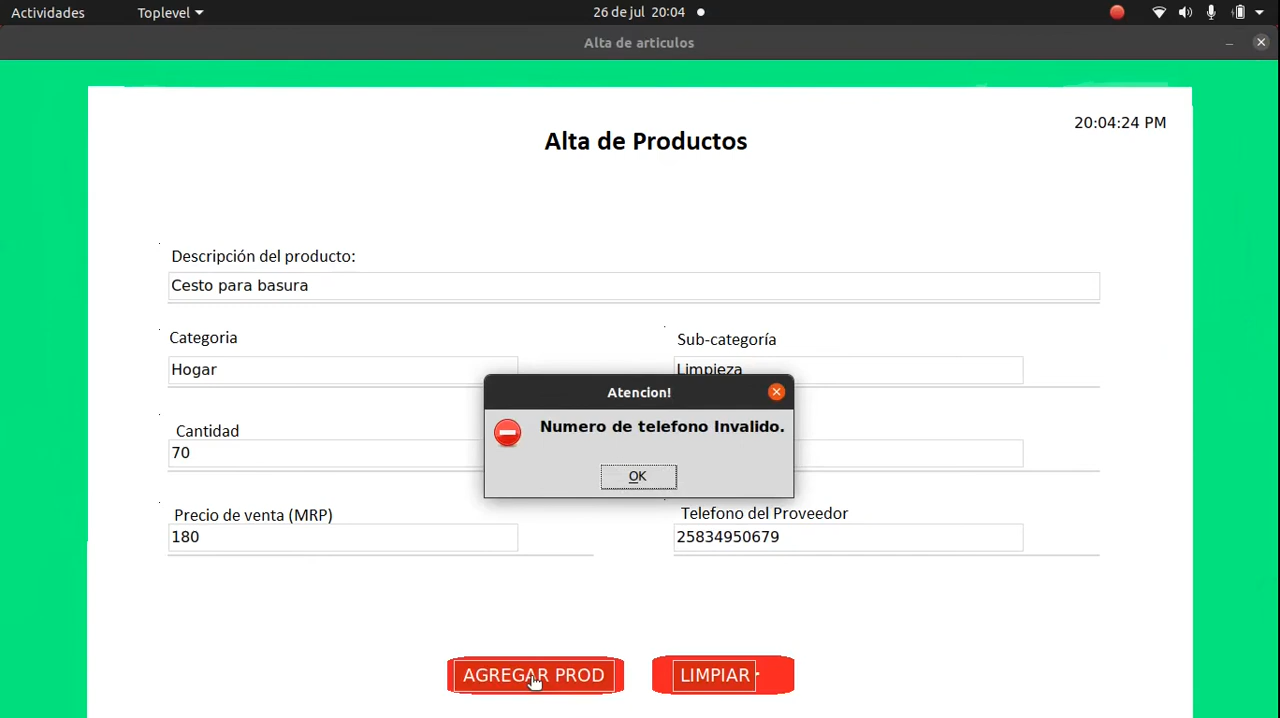 Actividades
Toplevel
26 de jul 20:04
Alta de articulos
20:04:24 PM
Alta de Productos
Descripción del producto:
Cesto para basura
Categoria
Sub-categoría
Hogar
Limpieza
Atencion!
Numero de telefono Invalido.
OK
Cantidad
70
Precio de venta (MRP)
Telefono del Proveedor
180
25834950679
AGREGAR PROD
LIMPIAR